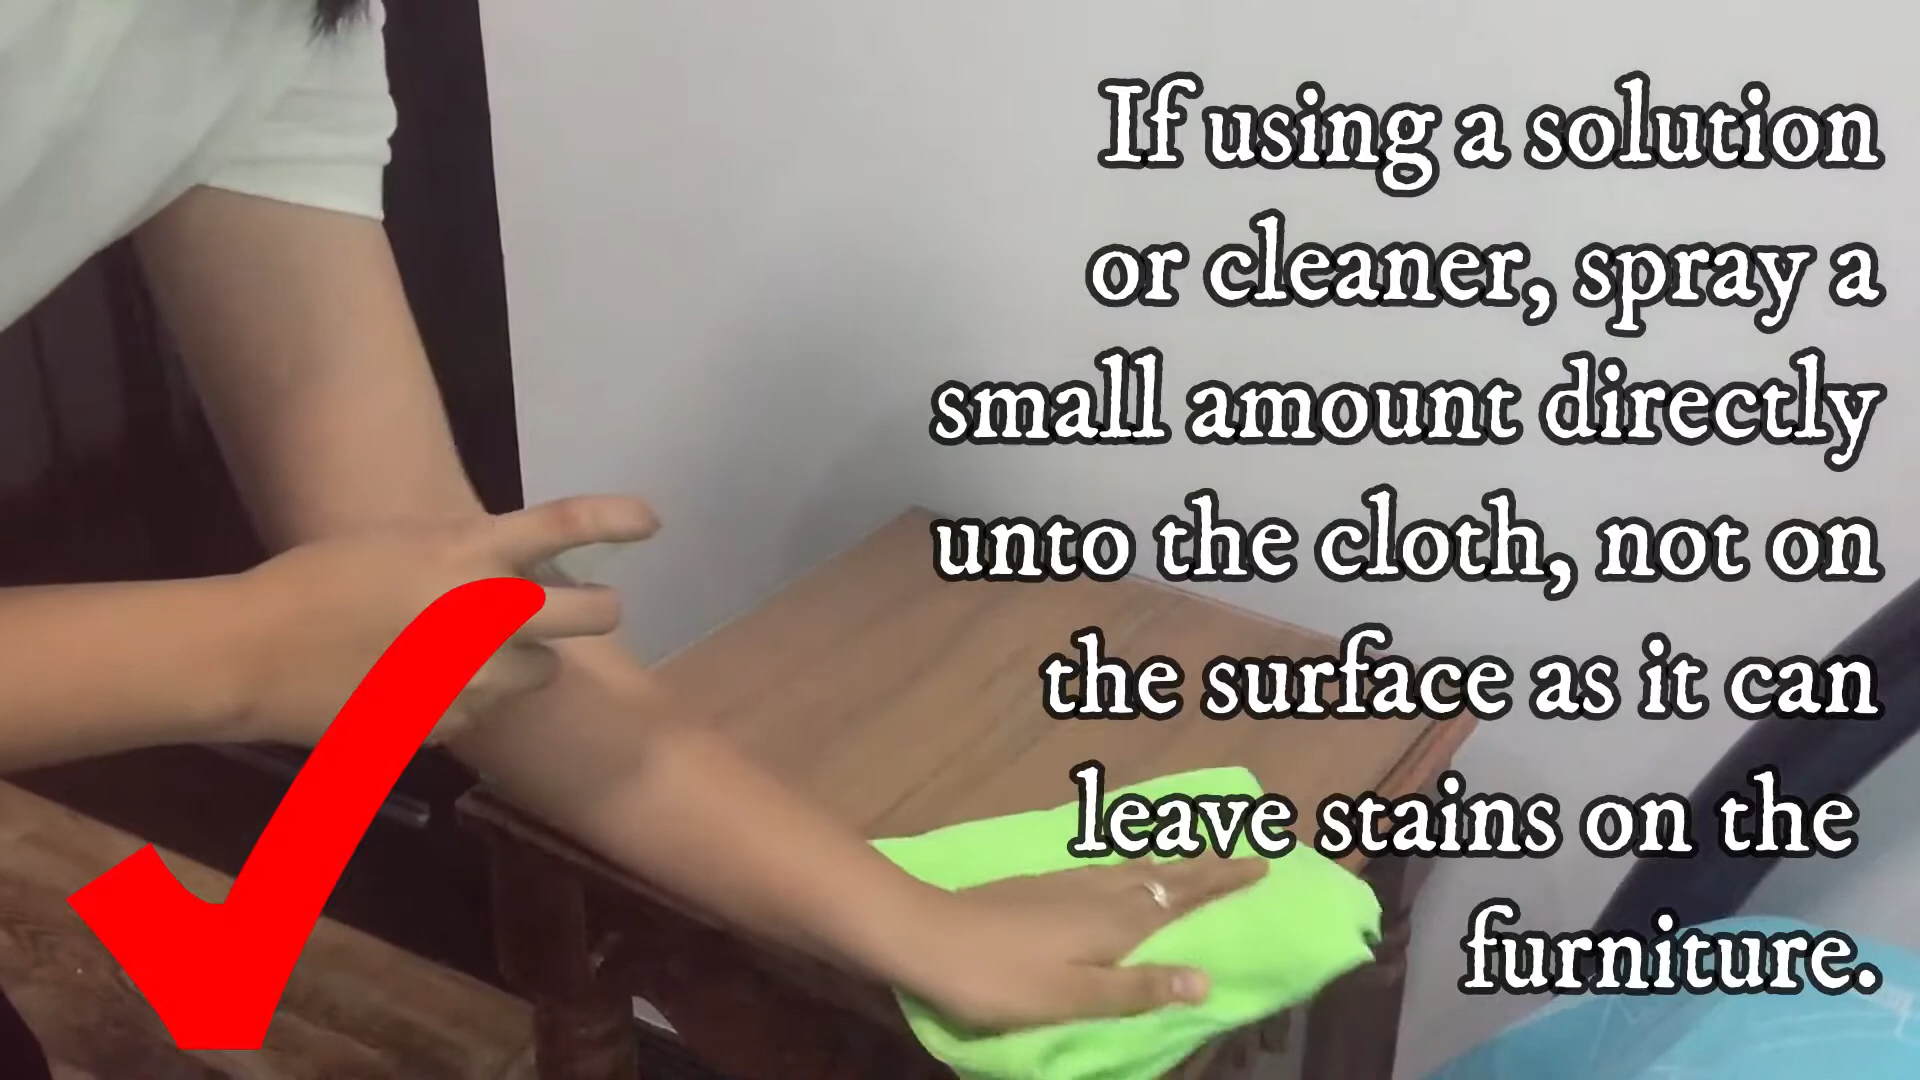 If using a solution
or cleaner, spray a
small amount directly
unto the cloth, not on
the surface as it can
leave stains on the
furniture.